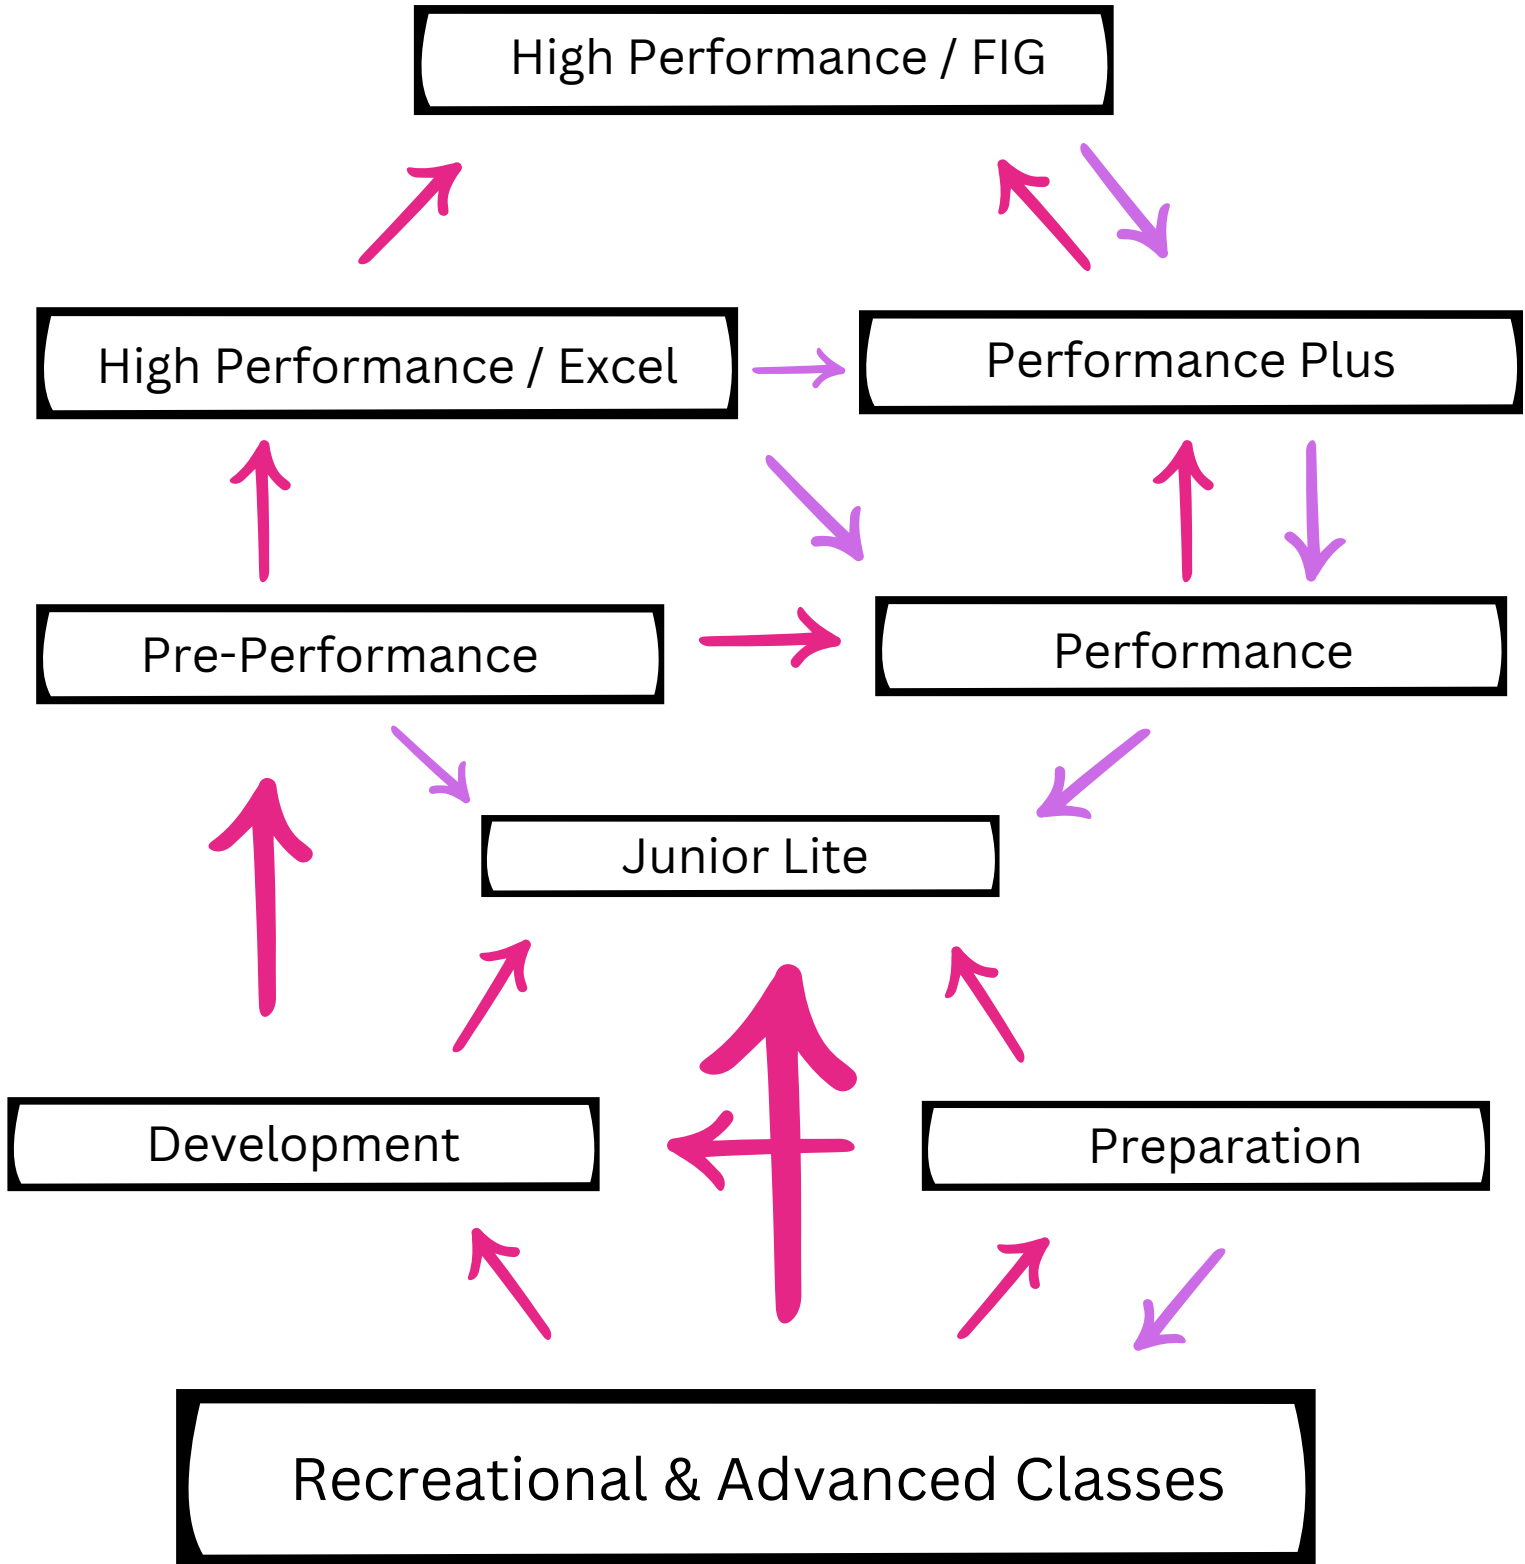 High Performance / FIG
High Performance / Excel
Performance Plus
Pre-Performance
Performance
Junior Lite
Development
Preparation
Recreational & Advanced Classes